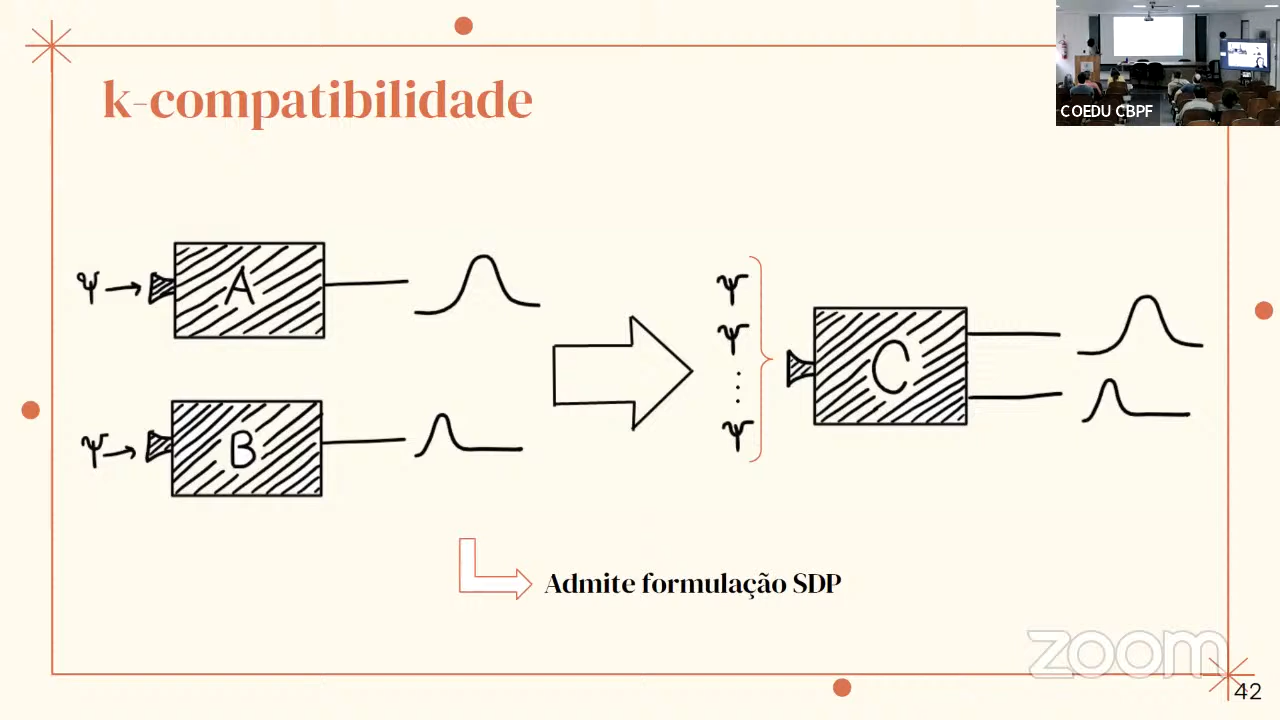 k-compatibilidade
COEDU CBPF
Ψ
A
Ψ
B
Ψ
Ψ
Ψ
C
Admite formulação SDP
zoom
42